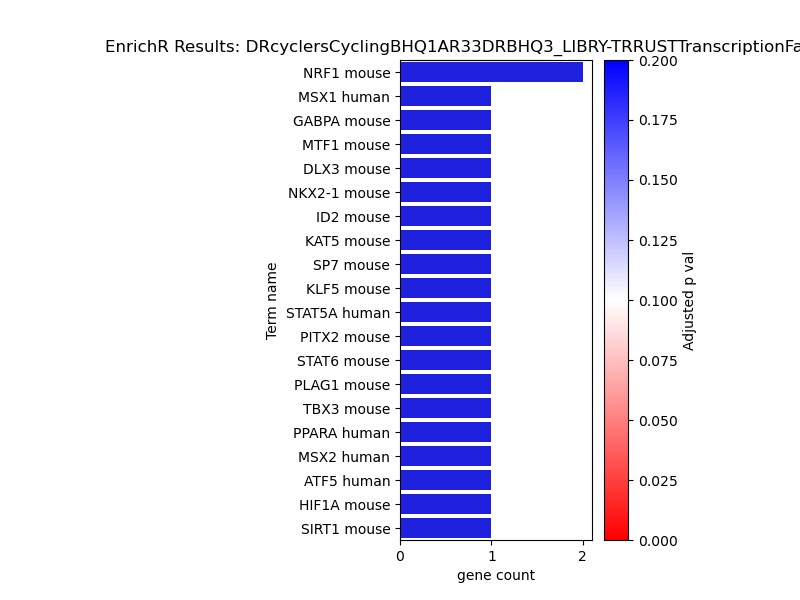 EnrichR Results: DRcyclersCyclingBHQ1AR33DRBHQ3_LIBRY-TRRUSTTranscriptionFa
NRF1 mouse
MSX1 human
GABPA mouse
MTF1 mouse
DLX3 mouse
NKX2-1 mouse
ID2 mouse
KAT5 mouse
SP7 mouse
KLF5 mouse
STAT5A human
PITX2 mouse
STAT6 mouse
PLAG1 mouse
TBX3 mouse
PPARA human
MSX2 human
ATF5 human
HIF1A mouse
SIRT1 mouse
Term name
0 1 2
gene count
0.200
0.175
0.150
0.125
0.100
0.075
0.050
0.025
0.000
Adjusted p val